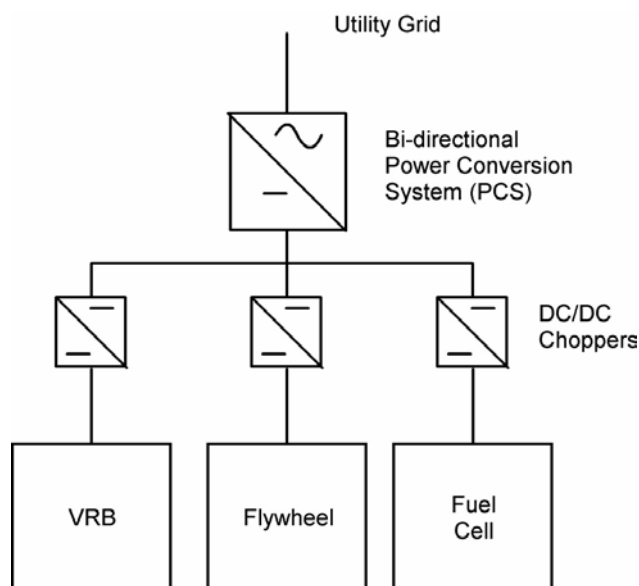 Utility Grid
Bi-directional
Power Conversion
System (PCS)
DC/DC
Choppers
VRB
Flywheel
Fuel
Cell